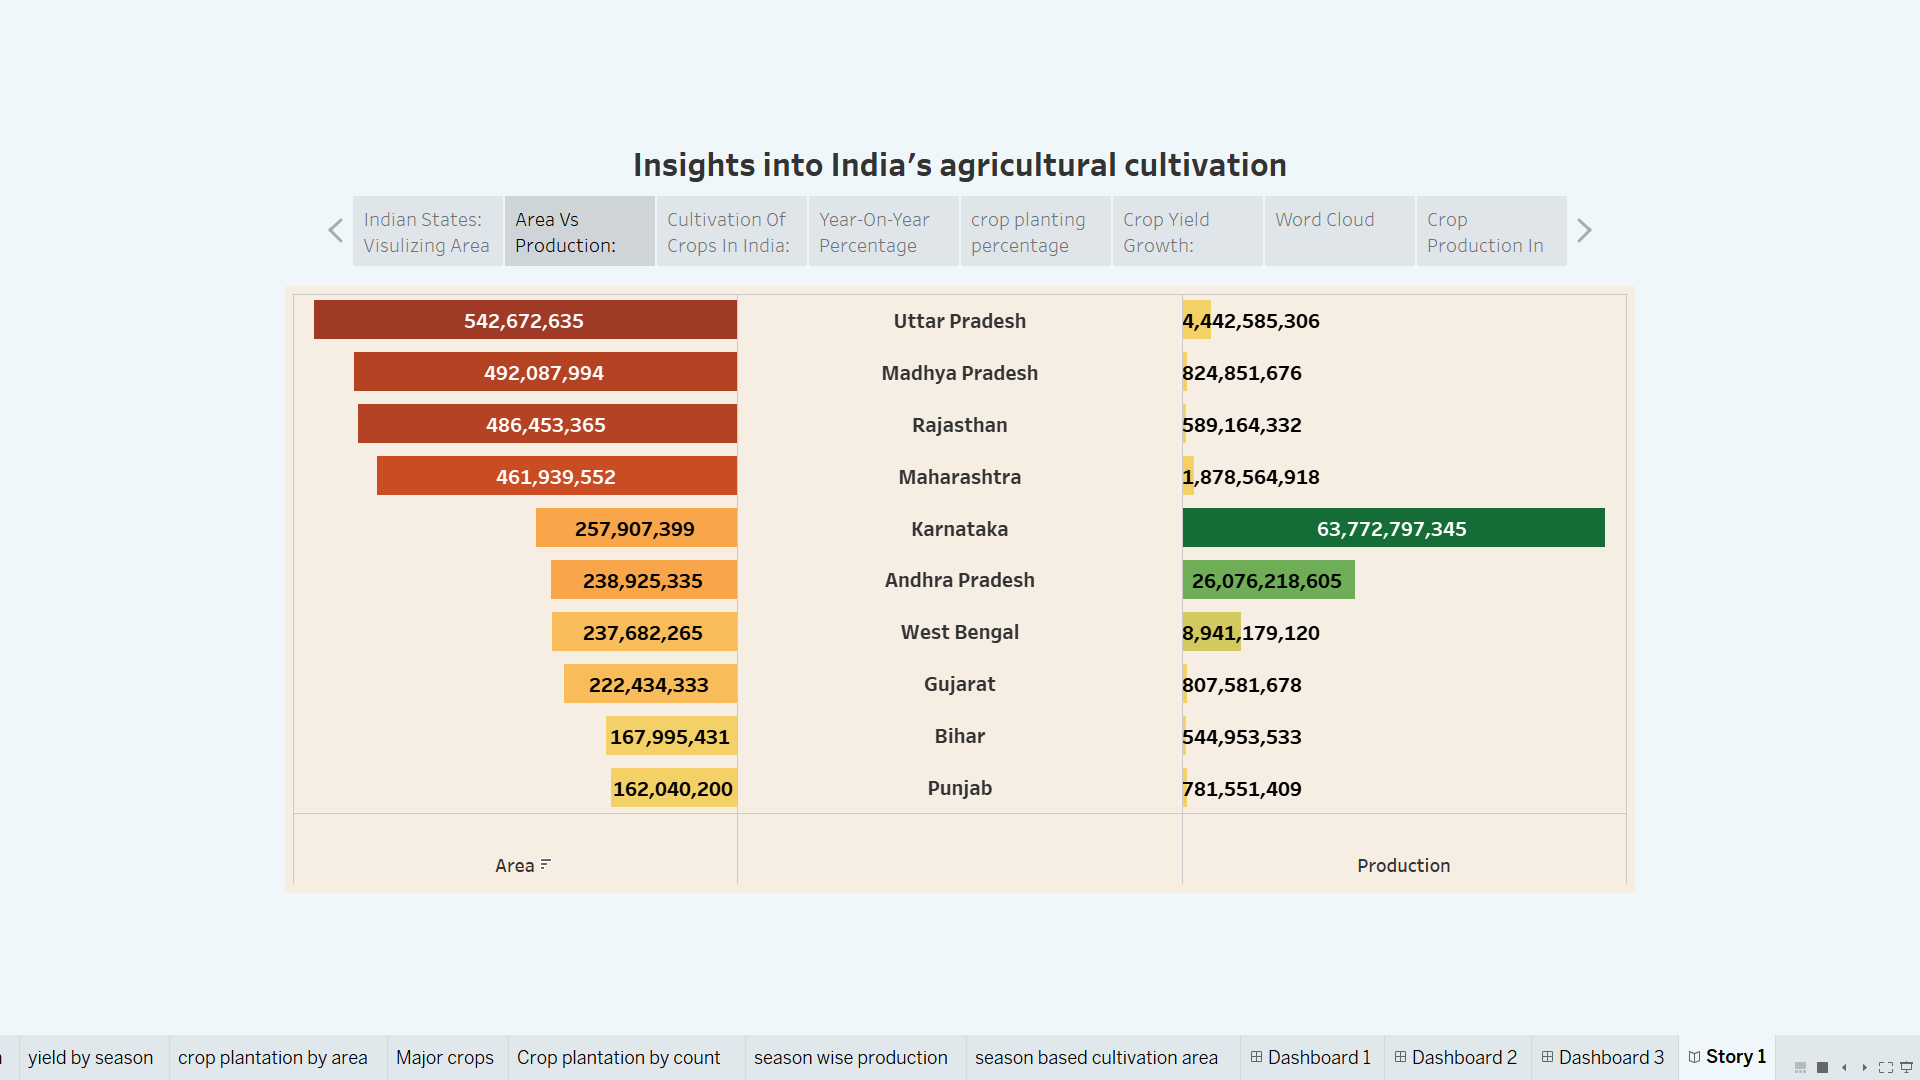 Insights into India’s agricultural cultivation
Indian States:
Visulizing Area
Area Vs
Production:
Cultivation Of
Crops In India:
Year-On-Year
Percentage
crop planting
percentage
Crop Yield
Growth:
Word Cloud
Crop
Production In
542,672,635 Uttar Pradesh 4,442,585,306
492,087,994 Madhya Pradesh 824,851,676
486,453,365 Rajasthan 589,164,332
461,939,552 Maharashtra 1,878,564,918
257,907,399 Karnataka 63,772,797,345
238,925,335 Andhra Pradesh 26,076,218,605
237,682,265 West Bengal 8,941,179,120
222,434,333 Gujarat 807,581,678
167,995,431 Bihar 544,953,533
162,040,200 Punjab 781,551,409
Area Production
yield by season crop plantation by area Major crops Crop plantation by count season wise production season based cultivation area Dashboard 1 Dashboard 2 Dashboard 3 Story 1